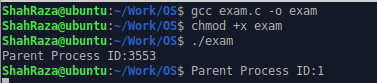 ShahRaza@ubuntu:~/Work/OS$ gcc exam.c -o exam
ShahRaza@ubuntu:~/Work/OS$ chmod +x exam
ShahRaza@ubuntu:~/Work/OS$ ./exam
Parent Process ID:3553
ShahRaza@ubuntu:~/Work/OS$ Parent Process ID:1